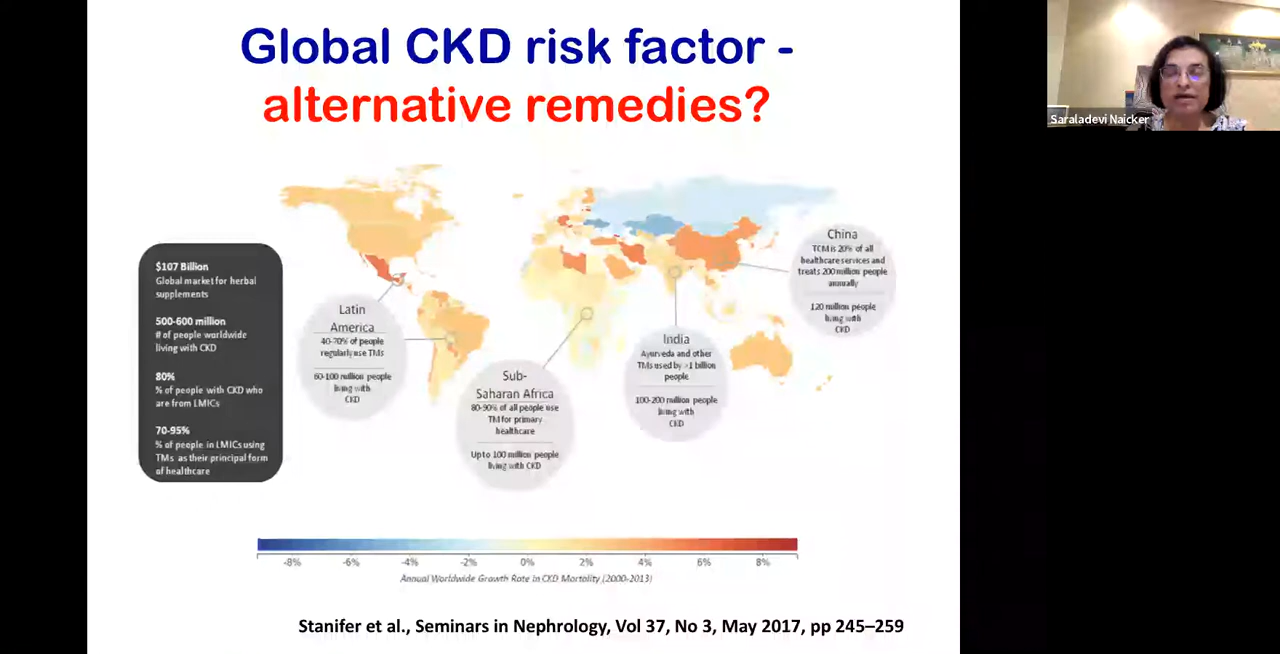 Global CKD risk factor -
alternative remedies?
Saraladevi Naicker
$107 Billion
Global market for herbal
supplements
500-600 million
# of people worldwide
living with CKD
80%
% of people with CKD who
are from LMICs
70-95%
% of people in LMICs using
TMs as their principal form
of healthcare
Latin
America
40-70% of people
regularly use TMs
60-100 million people
living with
CKD
Sub-
Saharan Africa
80-90% of all people use
TM for primary
healthcare
Up to 100 million people
living with CKD
India
Ayurveda and other
TMs used by >1 billion
people
100-200 million people
living with
CKD
China
TCM is 20% of all
healthcare services and
treats 200 million people
annually
120 million people
living with
CKD
-8% -6% -4% -2% 0% 2% 4% 6% 8%
Annual Worldwide Growth Rate in CKD Mortality (2000-2013)
Stanifer et al., Seminars in Nephrology, Vol 37, No 3, May 2017, pp 245–259